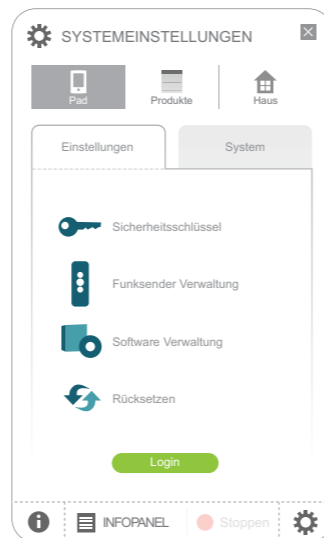 SYSTEMEINSTELLUNGEN
Pad Produkte Haus
Einstellungen System
Sicherheitsschlüssel
Funksender Verwaltung
Software Verwaltung
Rücksetzen
Login
INFOPANEL Stoppen